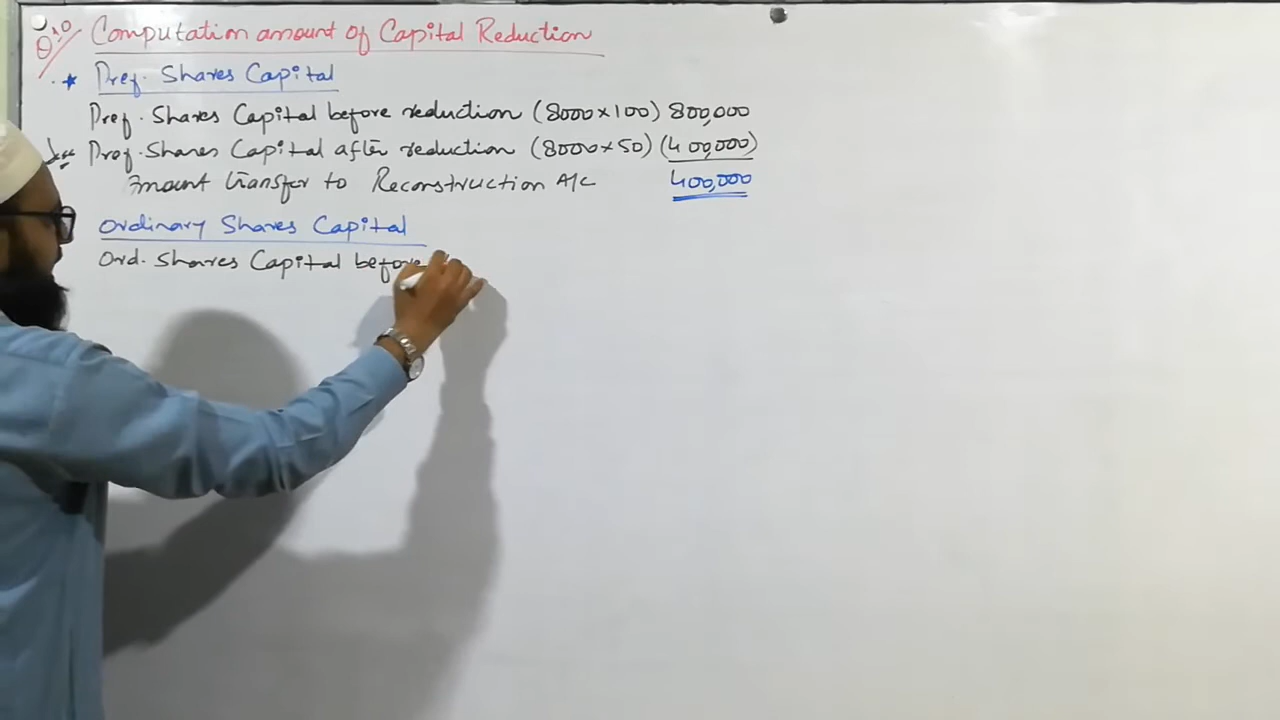 Q10 Computation amount of Capital Reduction
* Pref. Shares Capital
Pref. Shares Capital before reduction (8000×100) 800,000
Pref. Shares Capital after reduction (8000×50) (400,000)
Amount transfer to Reconstruction A/C 400,000
Ordinary Shares Capital
Ord. Shares Capital before